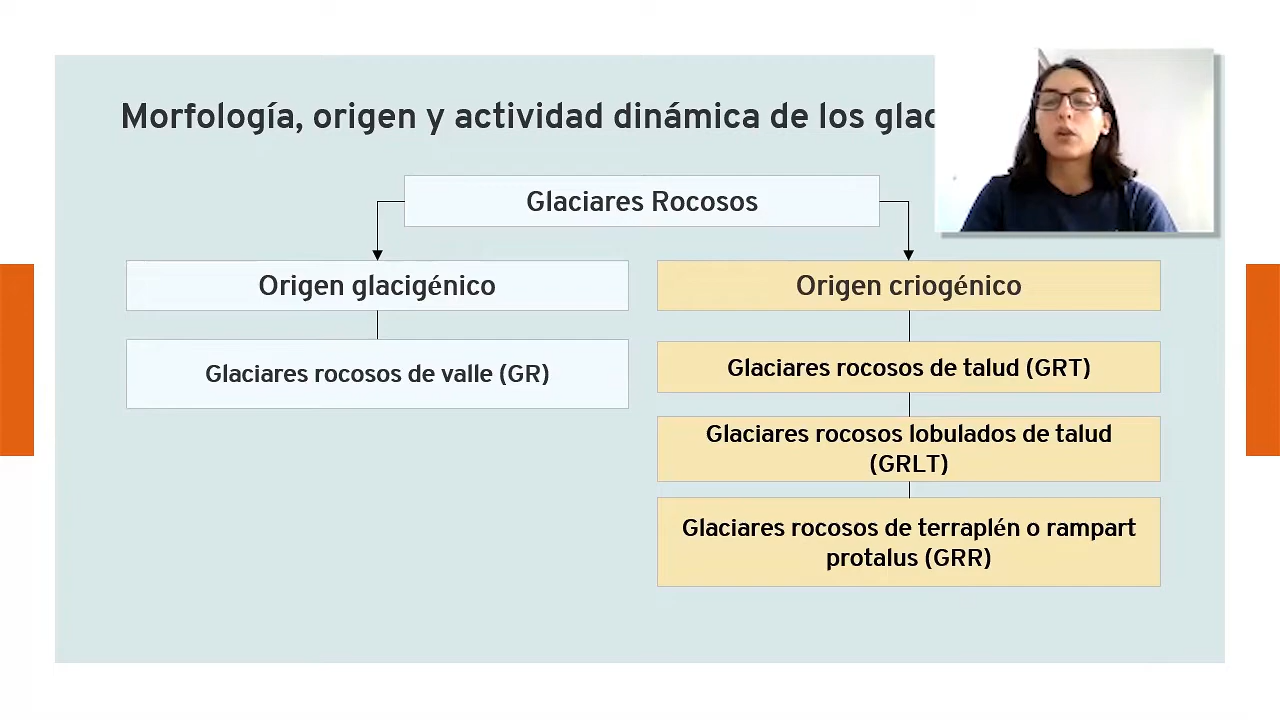 Morfología, origen y actividad dinámica de los
Glaciares Rocosos
Origen glacigénico
Origen criogénico
Glaciares rocosos de valle (GR)
Glaciares rocosos de talud (GRT)
Glaciares rocosos lobulados de talud
(GRLT)
Glaciares rocosos de terraplén o rampart
protalus (GRR)